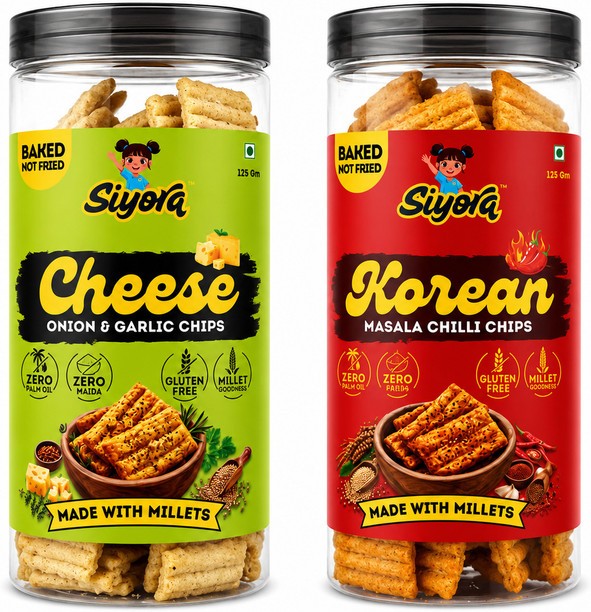 BAKED
NOT FRIED
125 Gm
Siyora™
Cheese
ONION & GARLIC CHIPS
ZERO
PALM OIL
ZERO
MAIDA
GLUTEN
FREE
MILLET
GOODNESS
MADE WITH MILLETS
BAKED
NOT FRIED
125 Gm
Siyora™
Korean
MASALA CHILLI CHIPS
ZERO
PALM OIL
ZERO
GLUTEN
FREE
MILLET
GOODNESS
MADE WITH MILLETS